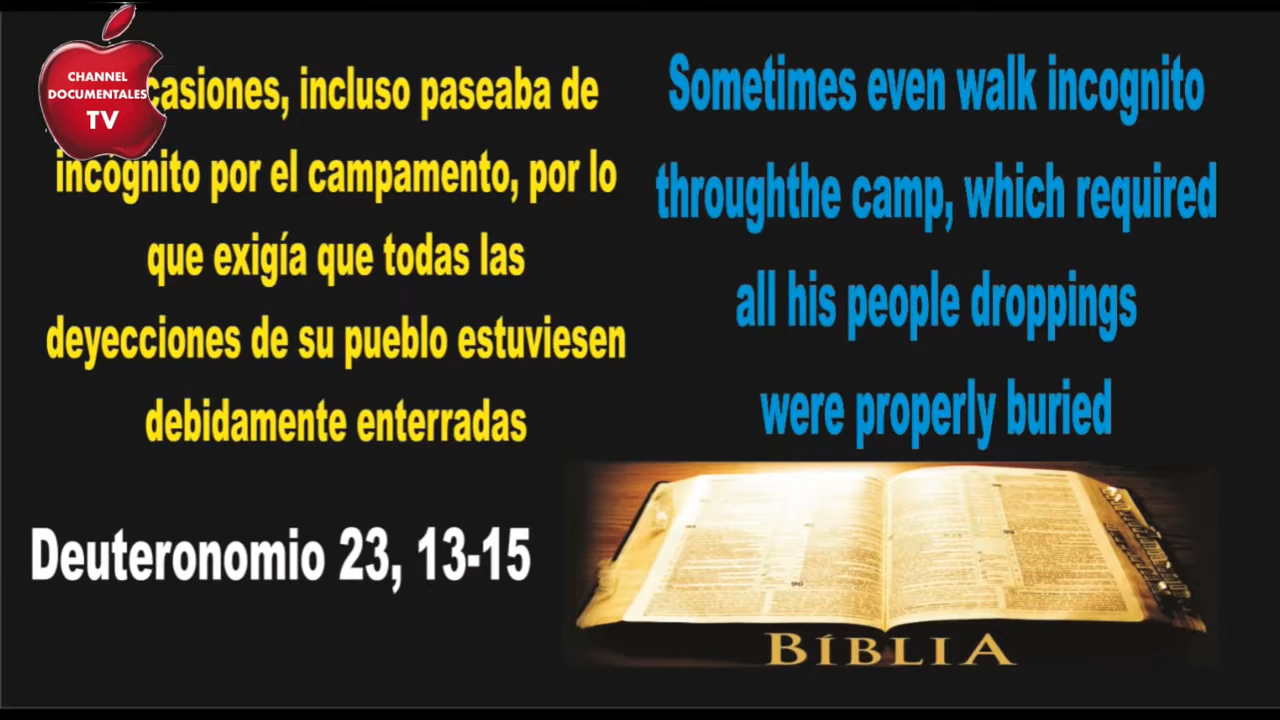 CHANNEL
DOCUMENTALES
TV
casiones, incluso paseaba de
incógnito por el campamento, por lo
que exigía que todas las
deyecciones de su pueblo estuviesen
debidamente enterradas
Sometimes even walk incognito
throughthe camp, which required
all his people droppings
were properly buried
Deuteronomio 23, 13-15
BÍBLIA